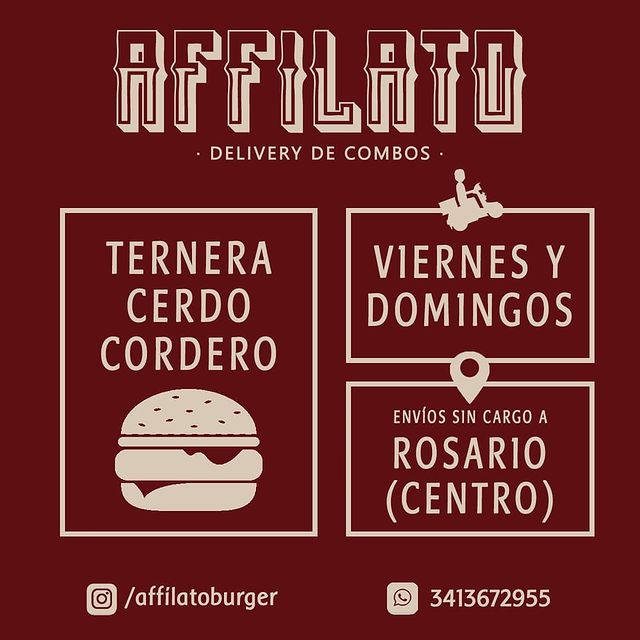 AFFILATO
· DELIVERY DE COMBOS ·
TERNERA
CERDO
CORDERO
VIERNES Y
DOMINGOS
ENVÍOS SIN CARGO A
ROSARIO
(CENTRO)
/affilatoburger
3413672955